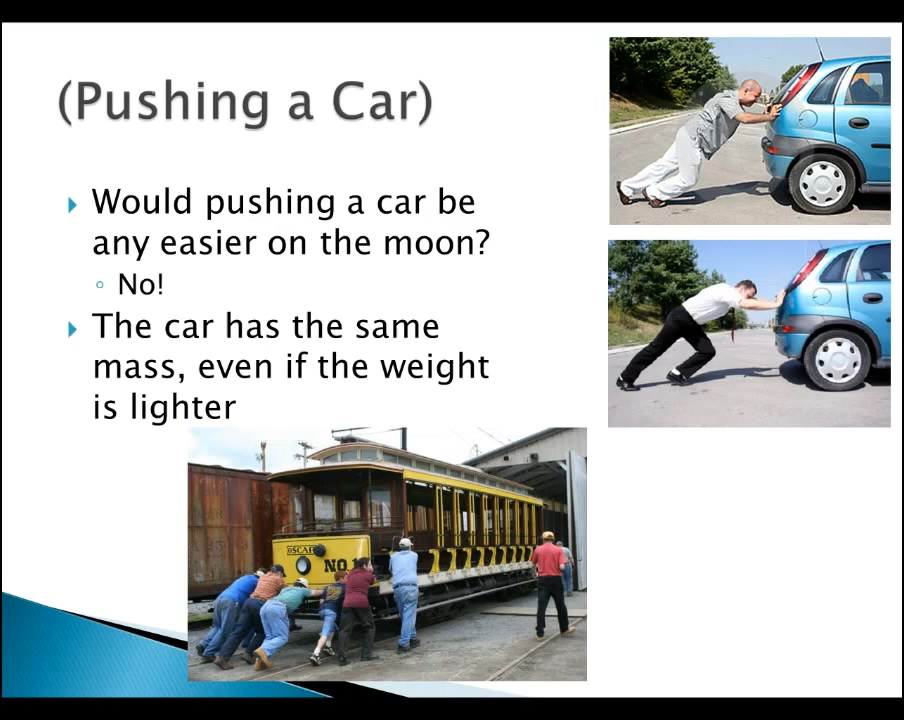 (Pushing a Car)
Would pushing a car be
any easier on the moon?
No!
The car has the same
mass, even if the weight
is lighter
OSCAR
NO.1